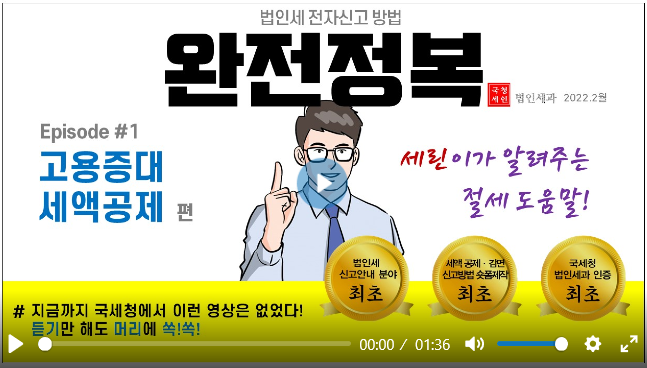 법인세 전자신고 방법
완전정복
국청
세인
법인세과 2022.2월
Episode #1
고용증대
세액공제 편
세린이가 알려주는
절세 도움말!
법인세
신고안내 분야
최초
세액 공제·감면
신고방법 숏폼제작
최초
국세청
법인세과 인증
최초
# 지금까지 국세청에서 이런 영상은 없었다!
듣기만 해도 머리에 쏙!쏙!
00:00 / 01:36